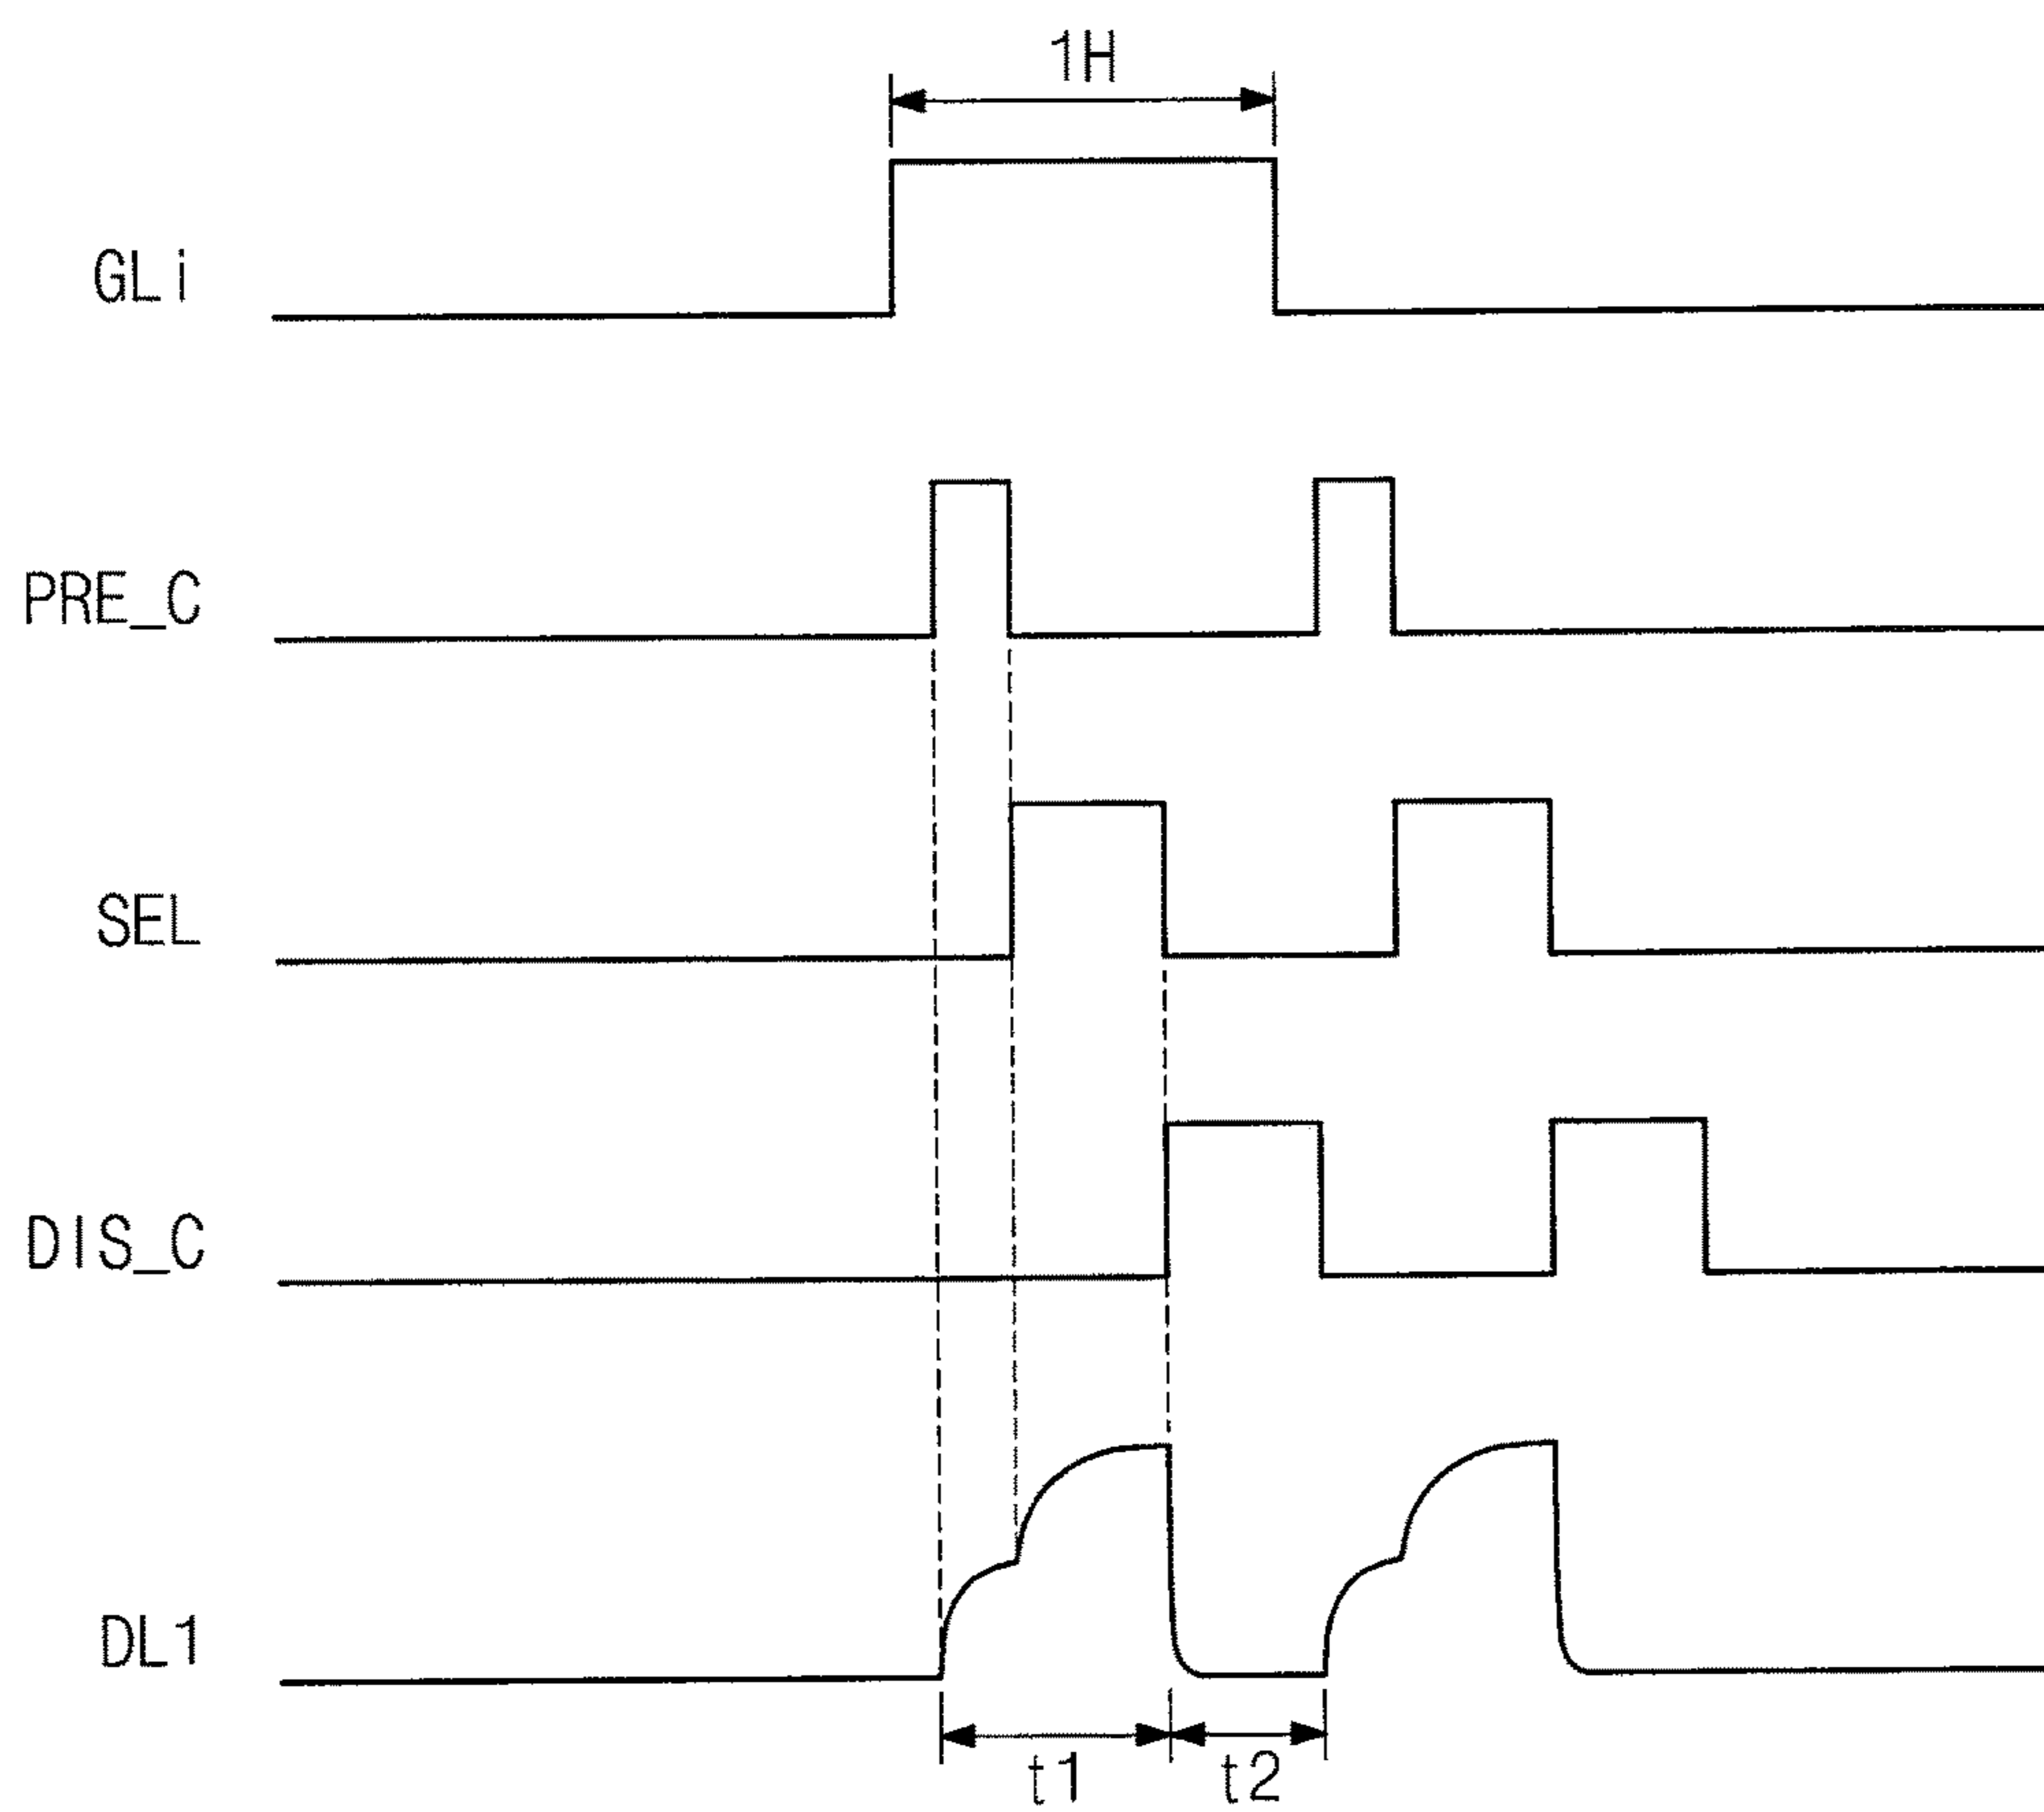 1H
GLi
PRE_C
SEL
DIS_C
DL1
t1 t2